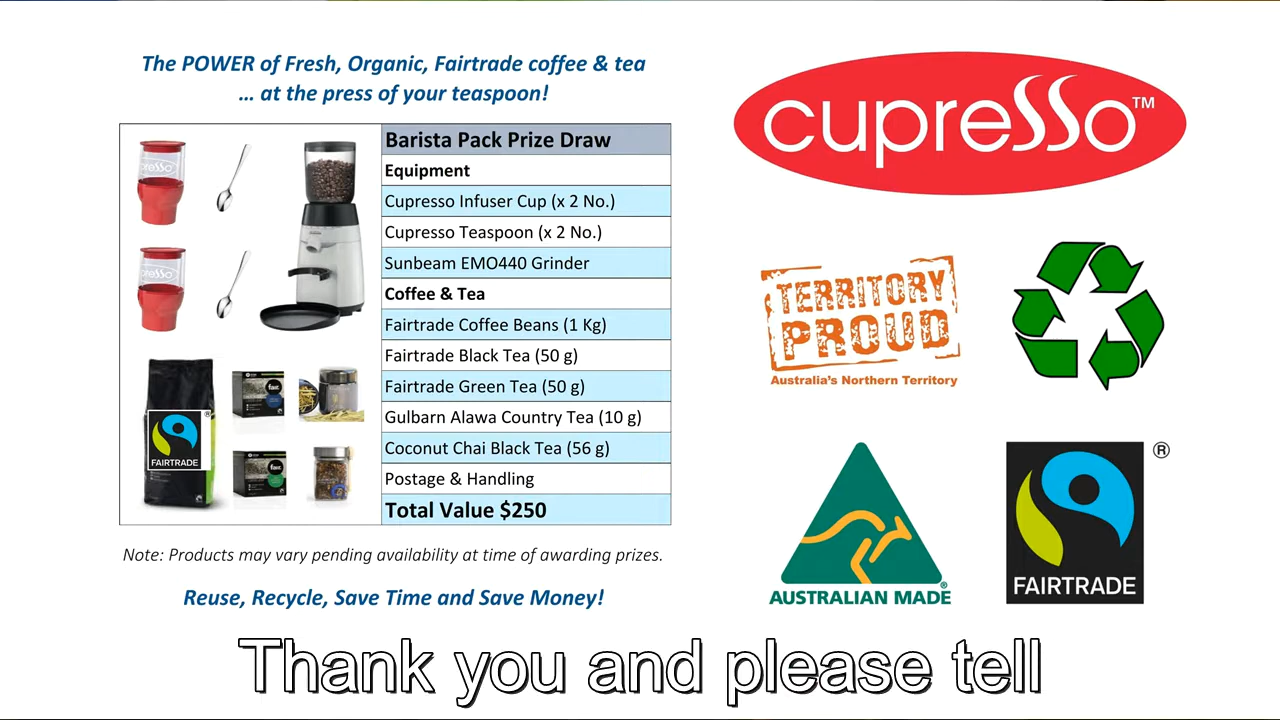 The POWER of Fresh, Organic, Fairtrade coffee & tea
... at the press of your teaspoon!
Barista Pack Prize Draw
Equipment
Cupresso Infuser Cup (x 2 No.)
Cupresso Teaspoon (x 2 No.)
Sunbeam EMO440 Grinder
Coffee & Tea
Fairtrade Coffee Beans (1 Kg)
Fairtrade Black Tea (50 g)
Fairtrade Green Tea (50 g)
Gulbarn Alawa Country Tea (10 g)
Coconut Chai Black Tea (56 g)
Postage & Handling
Total Value $250
FAIRTRADE
®
Note: Products may vary pending availability at time of awarding prizes.
Reuse, Recycle, Save Time and Save Money!
cupresso™
TERRITORY
PROUD
Australia's Northern Territory
AUSTRALIAN MADE
®
FAIRTRADE
®
Thank you and please tell